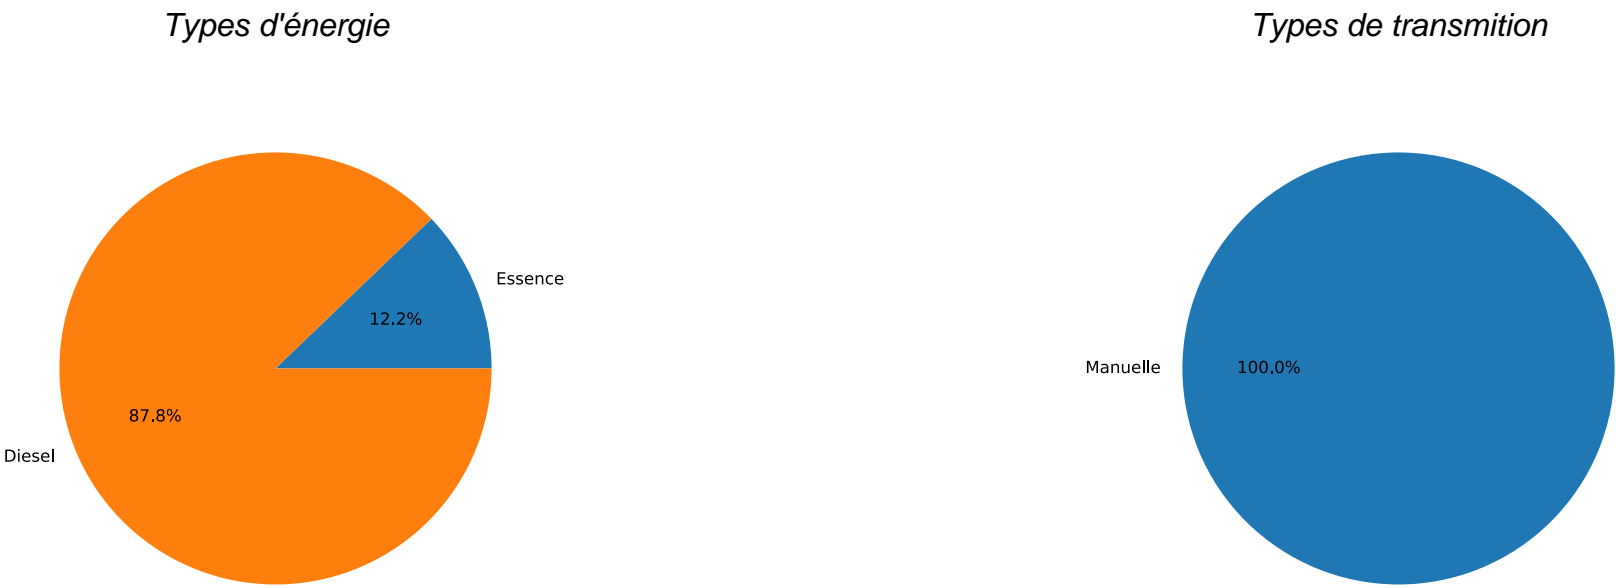 Types d'énergie
Types de transmition
Essence
12.2%
87.8%
Diesel
Manuelle
100.0%